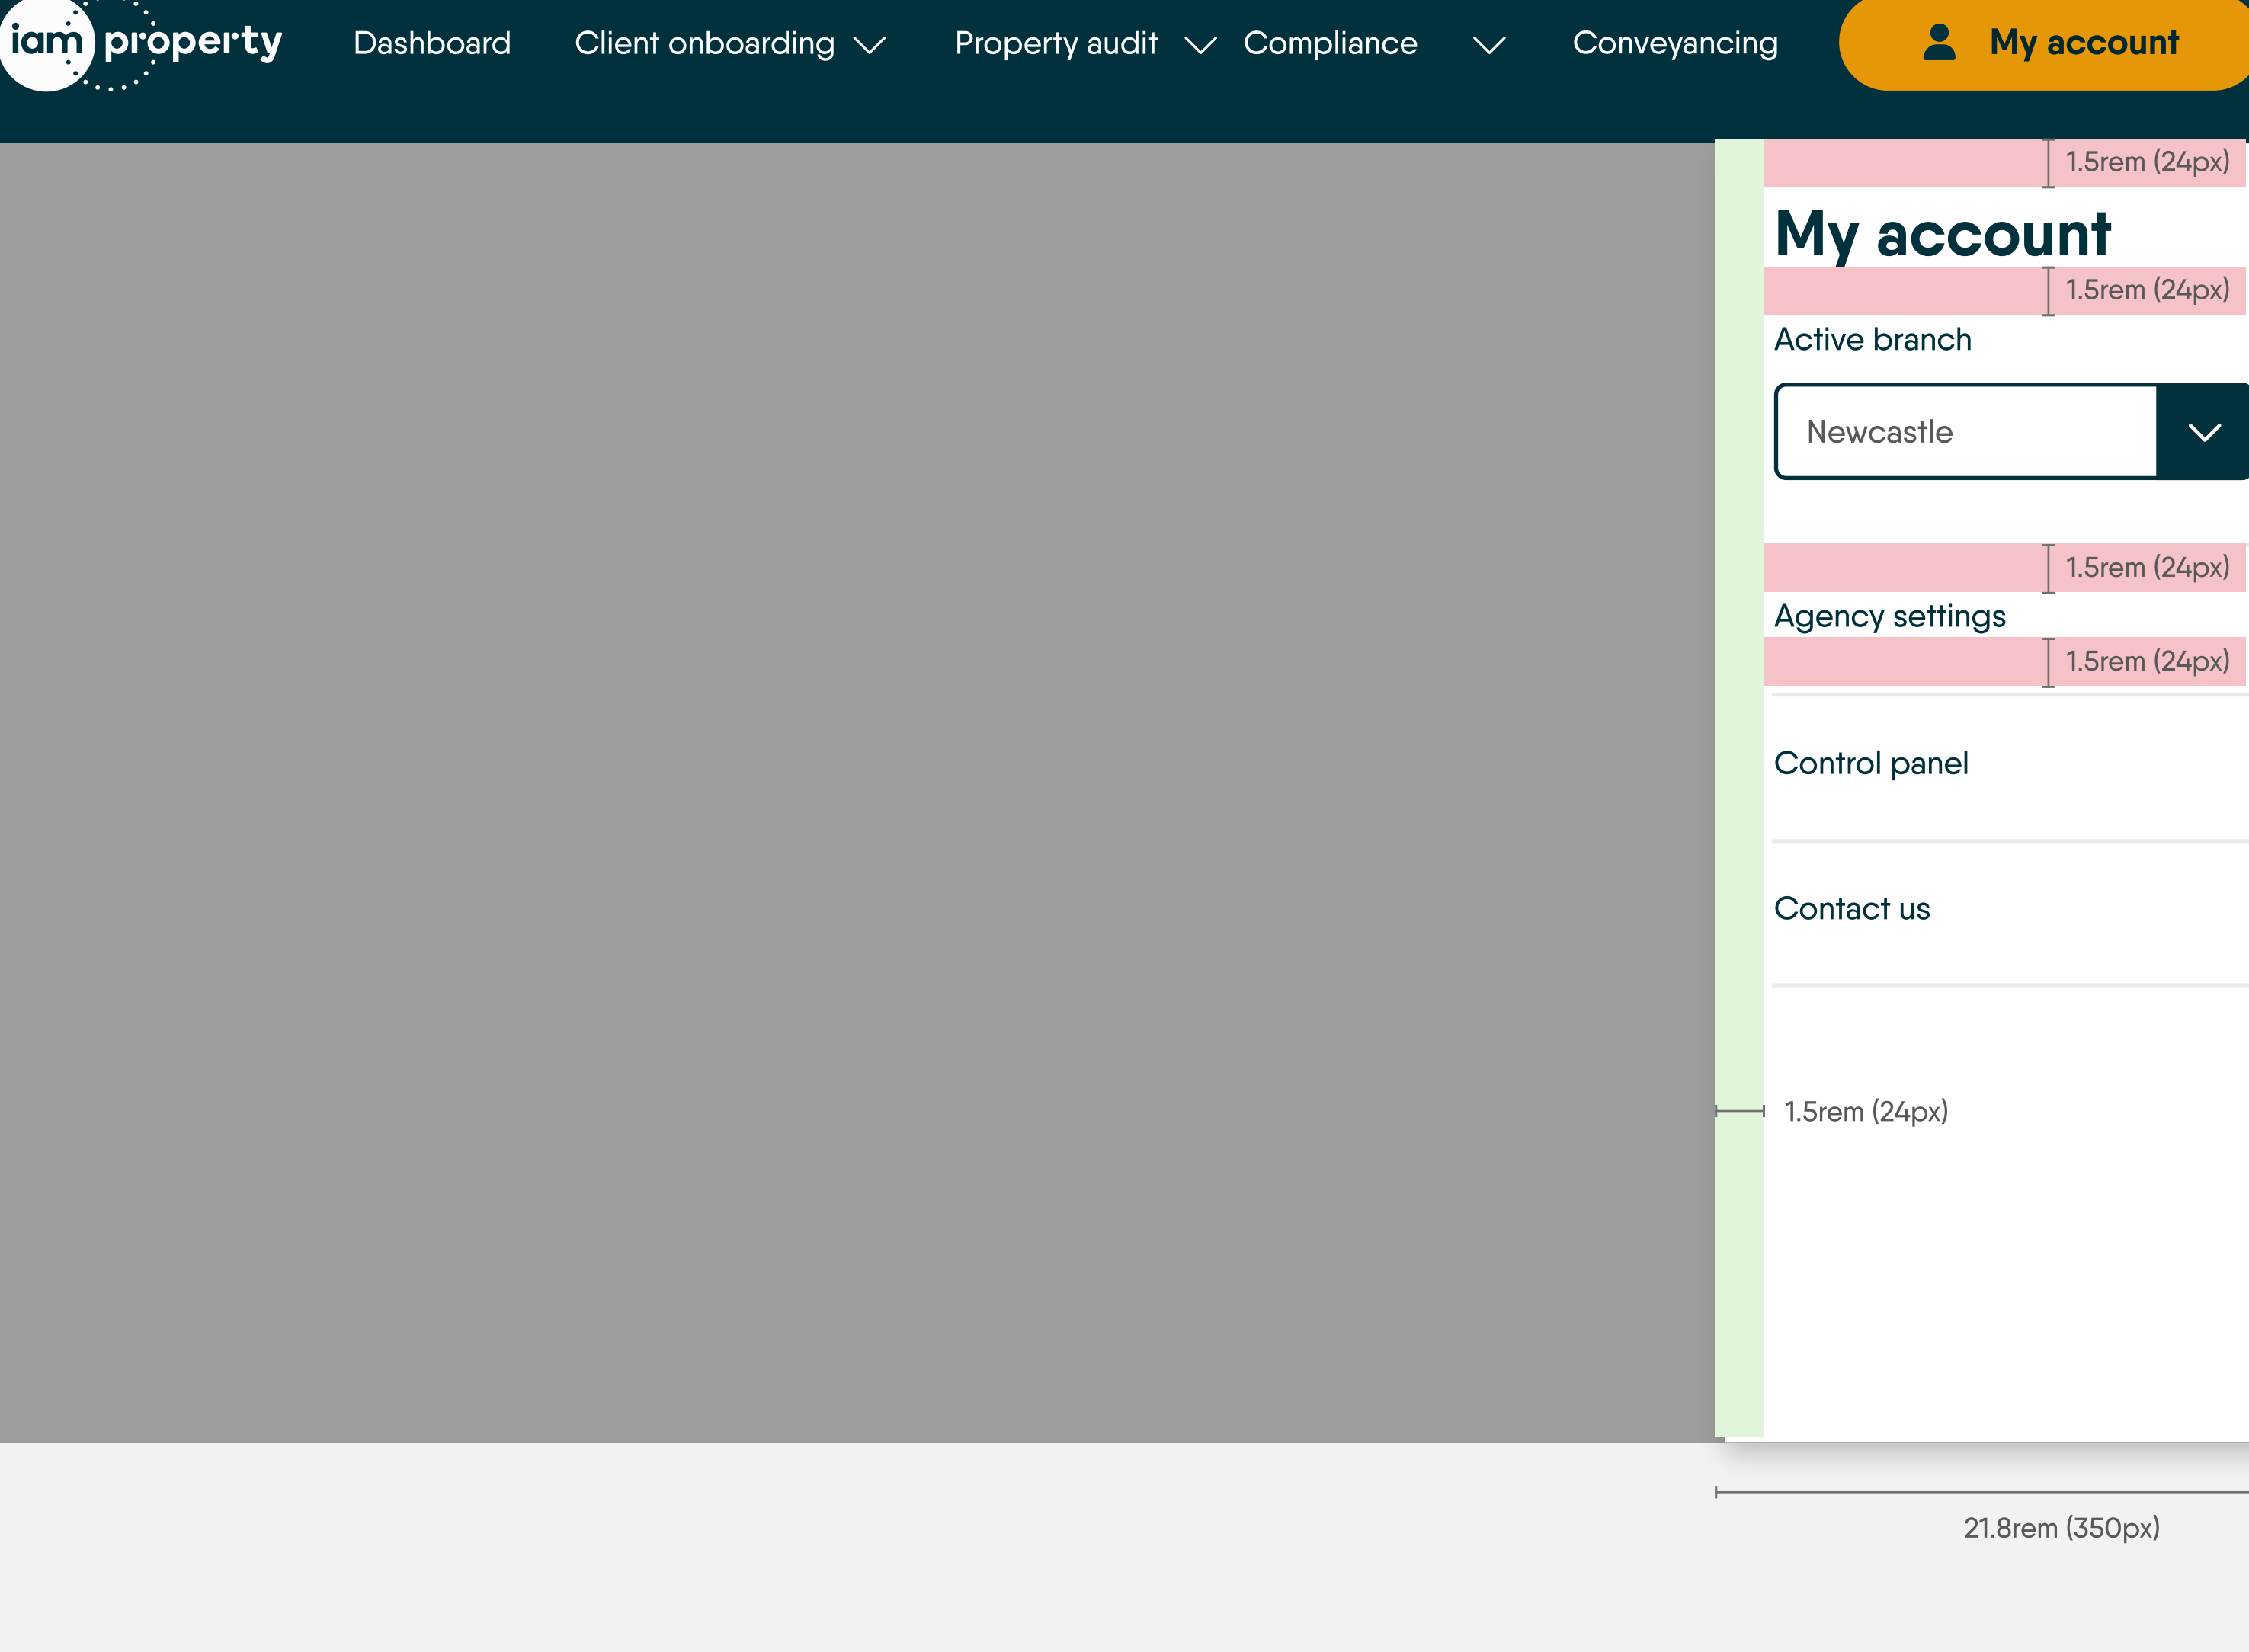 iam property Dashboard Client onboarding Property audit Compliance Conveyancing My account
1.5rem (24px)
My account
1.5rem (24px)
Active branch
Newcastle
1.5rem (24px)
Agency settings
1.5rem (24px)
Control panel
Contact us
1.5rem (24px)
21.8rem (350px)